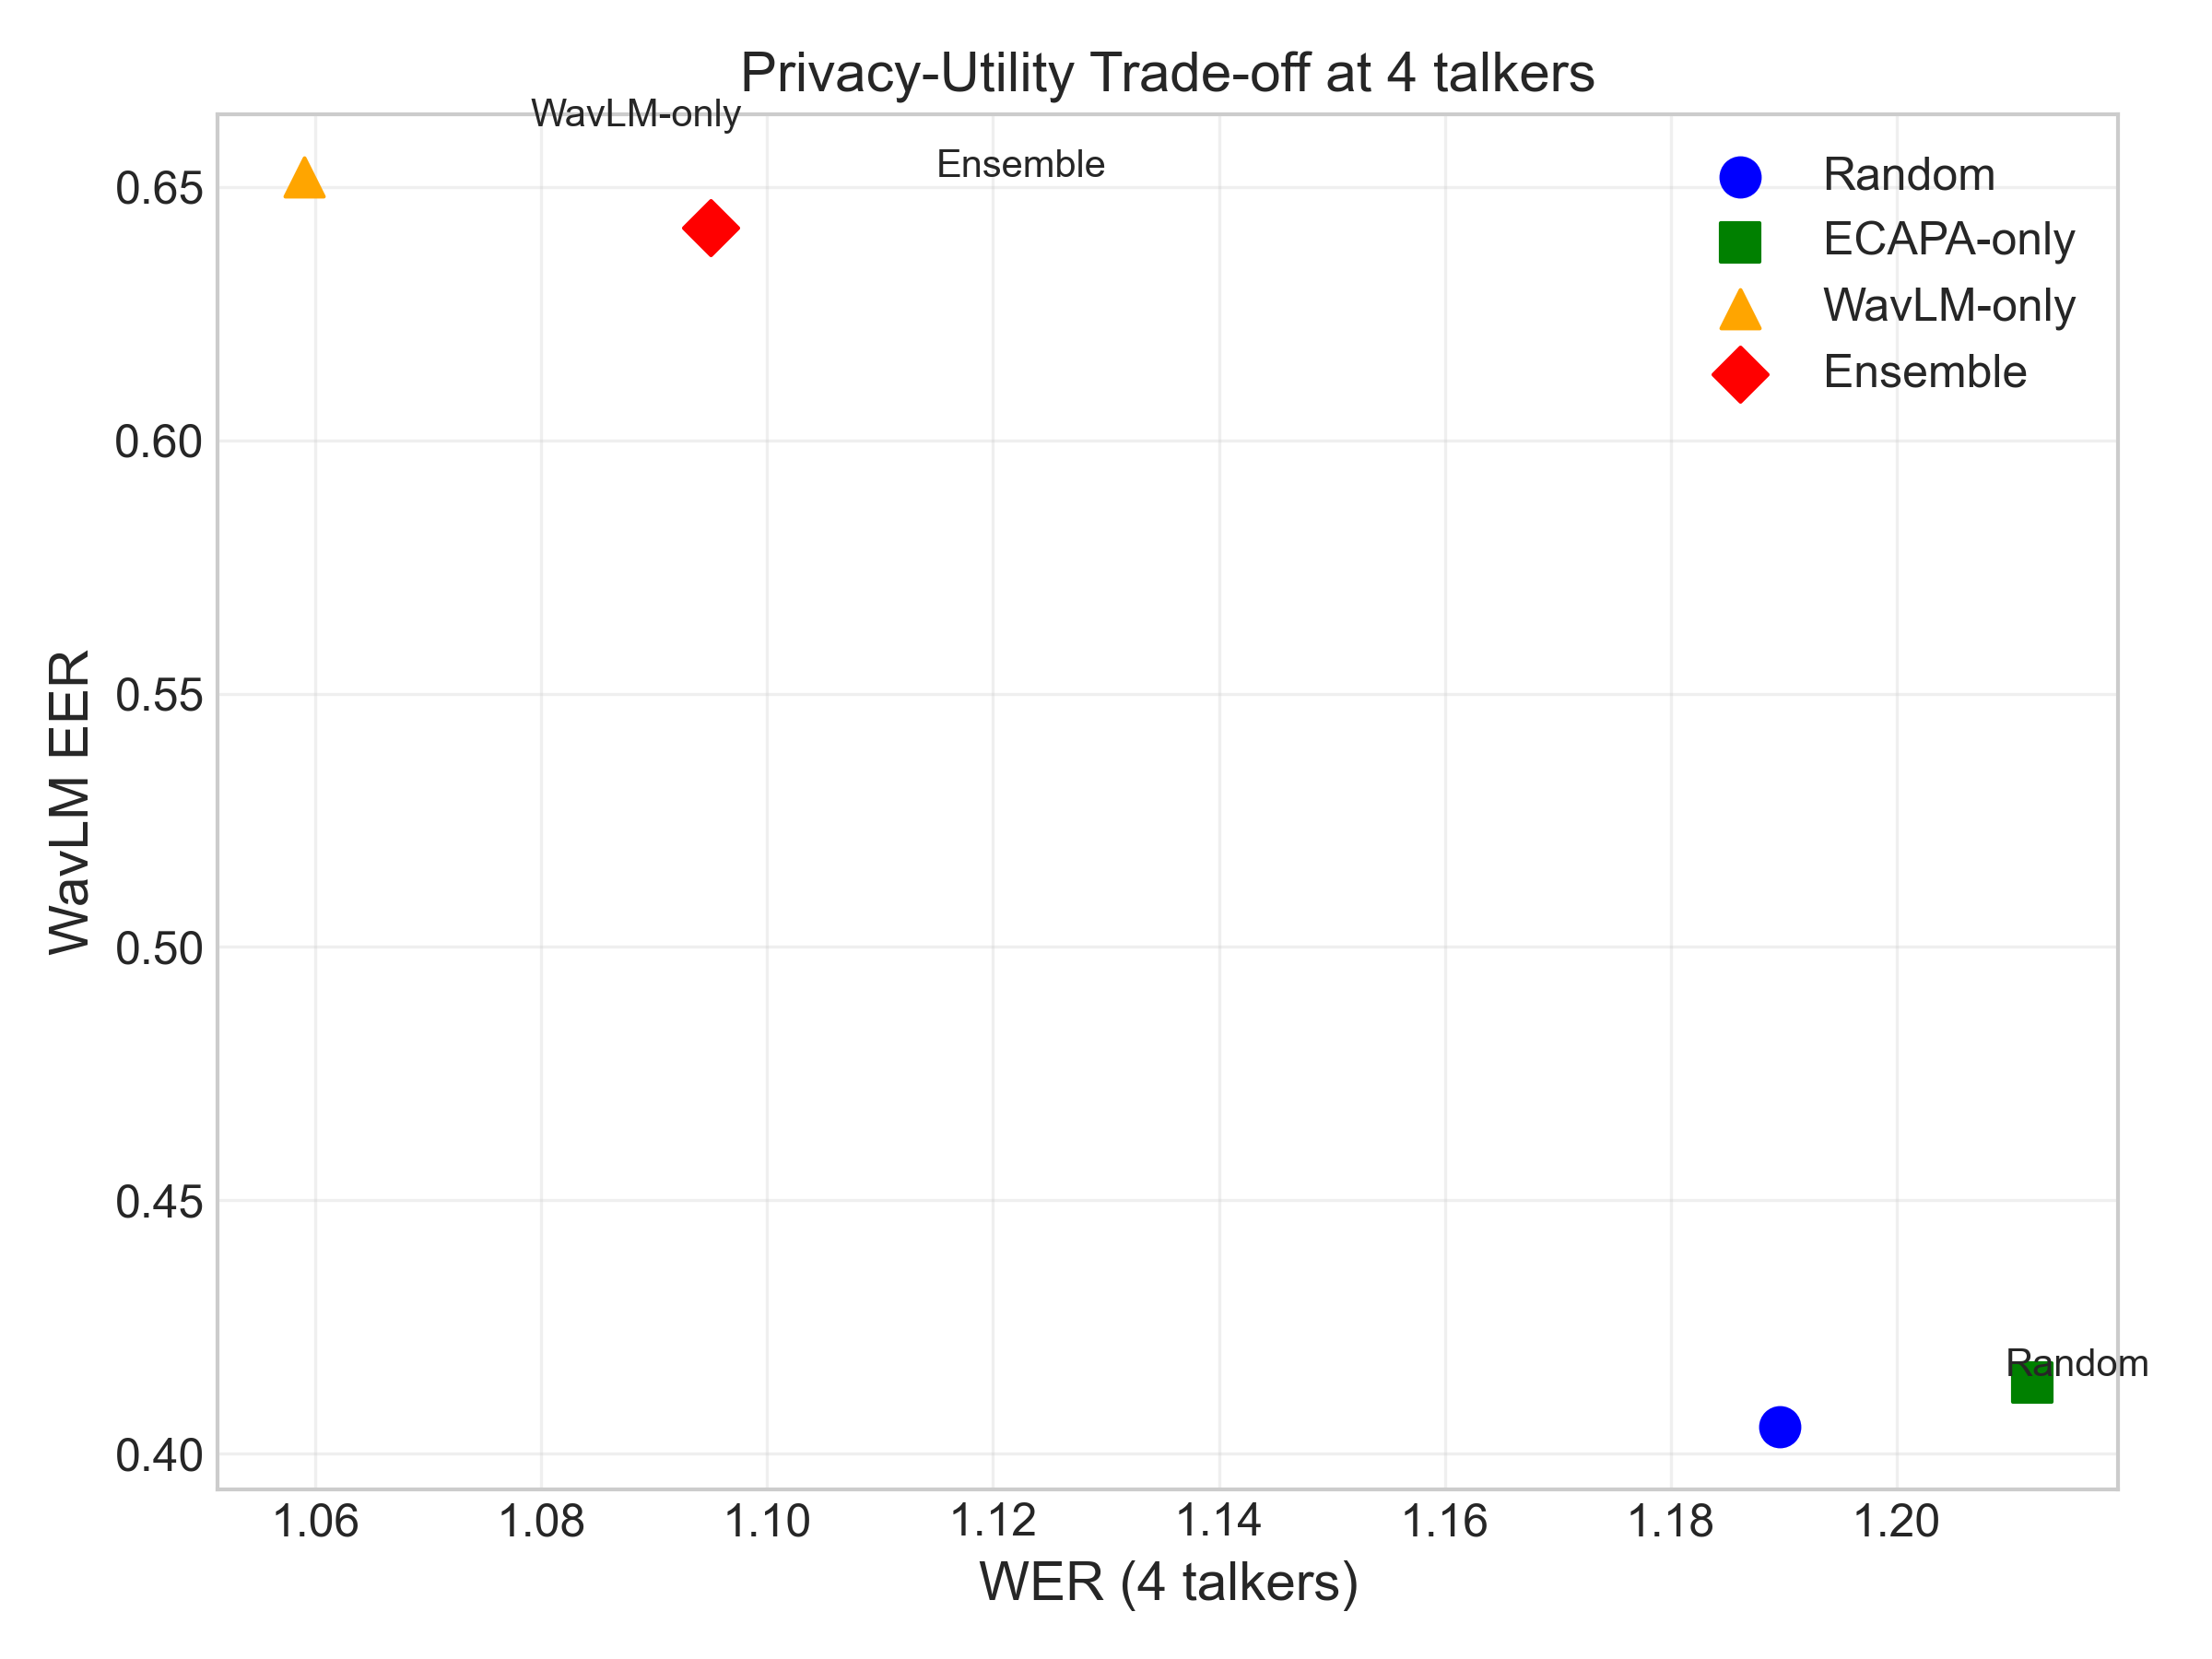 Privacy-Utility Trade-off at 4 talkers
WavLM-only
Ensemble
Random
ECAPA-only
WavLM-only
Ensemble
Random
WavLM EER
0.65
0.60
0.55
0.50
0.45
0.40
1.06 1.08 1.10 1.12 1.14 1.16 1.18 1.20
WER (4 talkers)